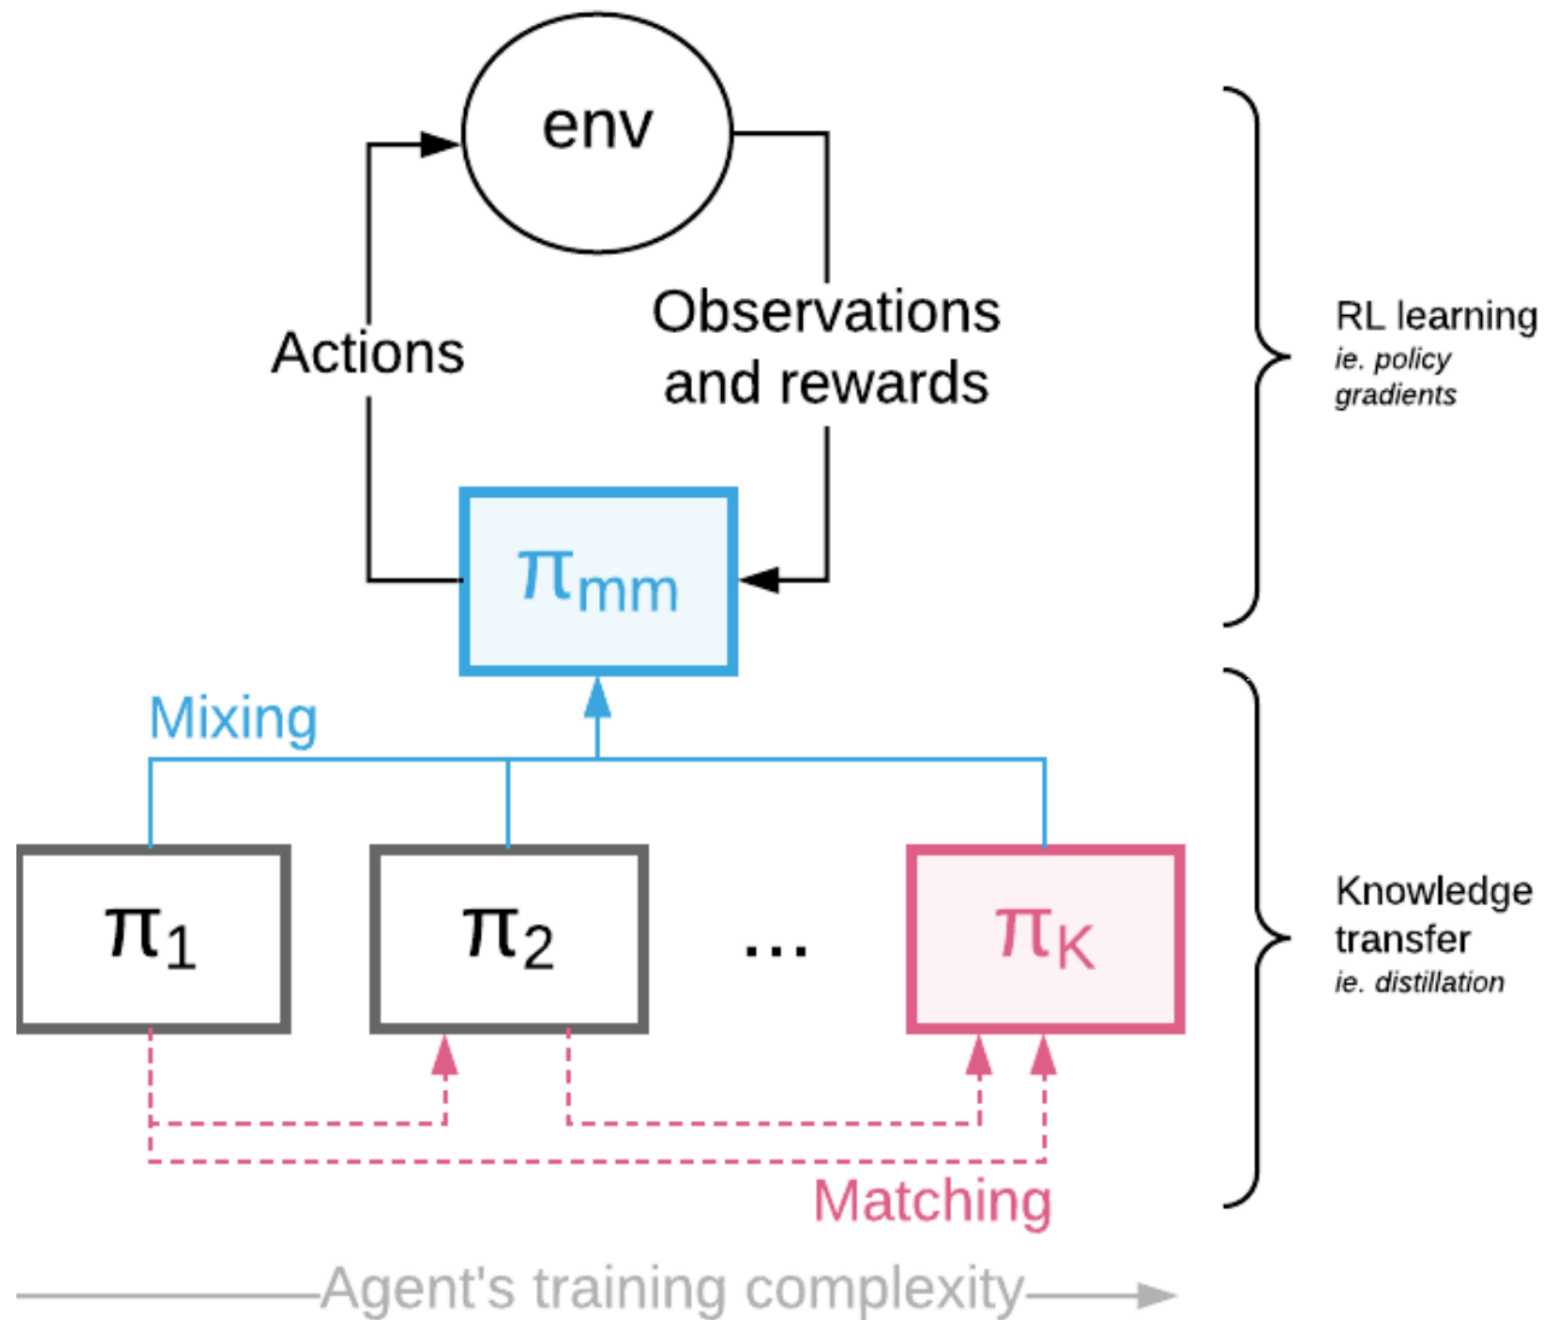 env
Actions
Observations
and rewards
RL learning
ie. policy
gradients
πmm
Mixing
π1
π2
...
πK
Knowledge
transfer
ie. distillation
Matching
Agent's training complexity